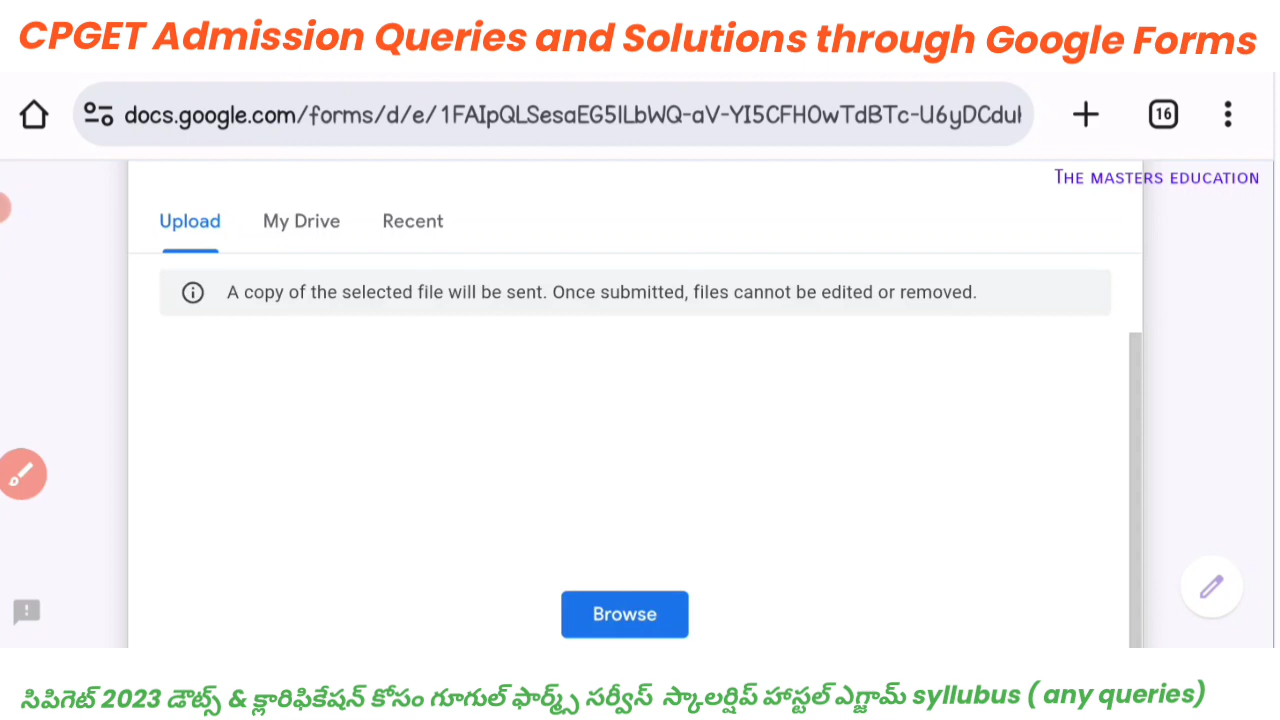 CPGET Admission Queries and Solutions through Google Forms
docs.google.com/forms/d/e/1FAIpQLSesaEG5lLbWQ-aV-YI5CFH0wTdBTc-U6yDCdul
16
THE MASTERS EDUCATION
Upload My Drive Recent
A copy of the selected file will be sent. Once submitted, files cannot be edited or removed.
Browse
సిపిగెట్ 2023 డౌట్స్ & క్లారిఫికేషన్ కోసం గూగుల్ ఫార్మ్స్ సర్వీస్ స్కాలర్షిప్ హాస్టల్ ఎగ్జామ్ syllubus ( any queries)